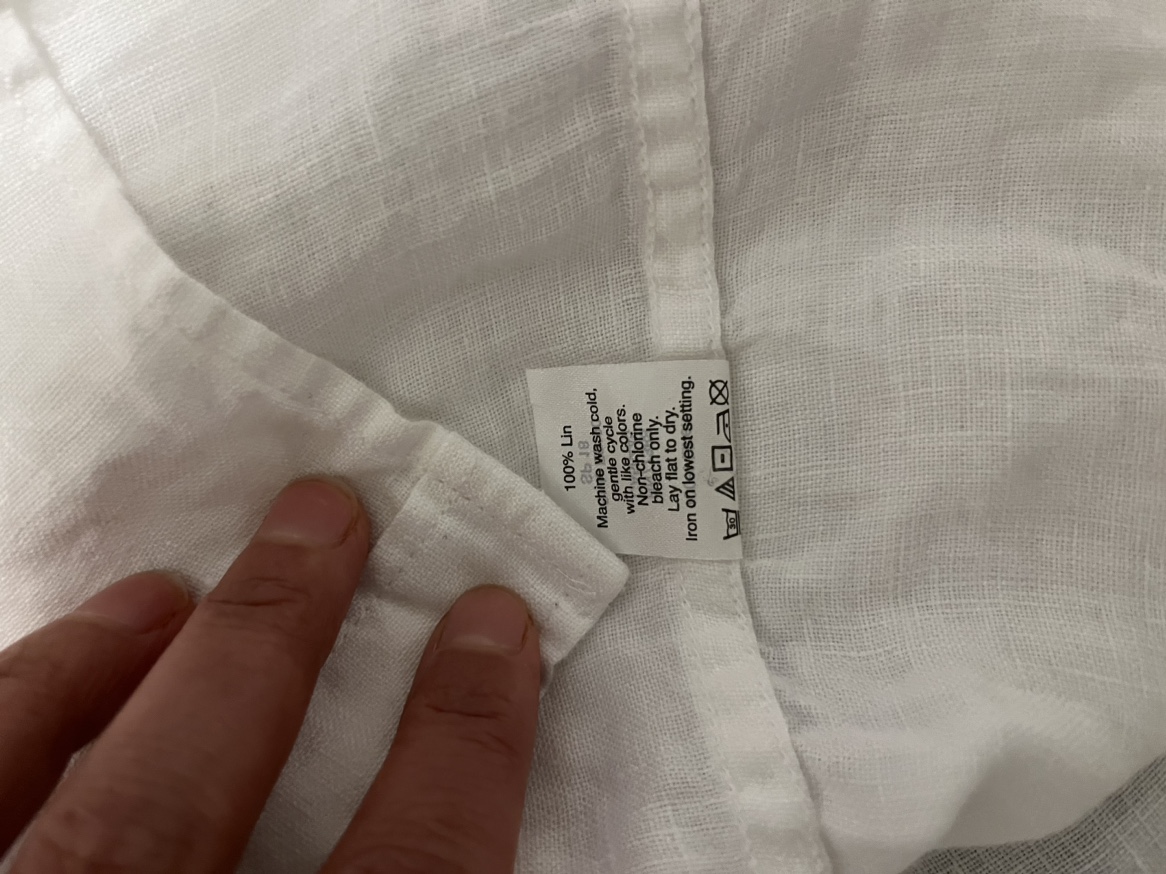 100% Lin
Machine wash cold,
gentle cycle
with like colors.
Non-chlorine
bleach only.
Lay flat to dry.
Iron on lowest setting.
30